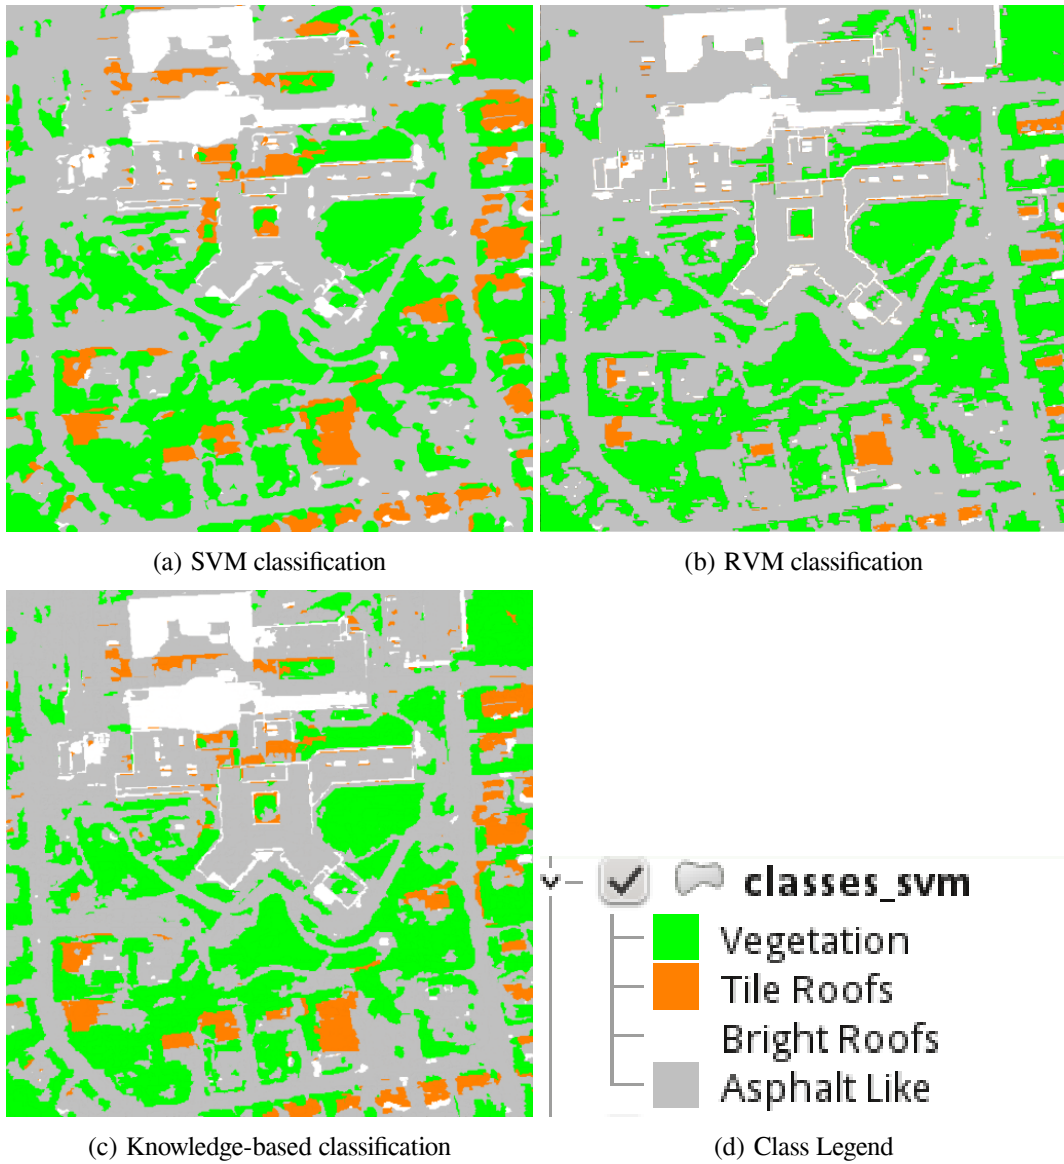 (a) SVM classification
(b) RVM classification
(c) Knowledge-based classification
classes_svm
Vegetation
Tile Roofs
Bright Roofs
Asphalt Like
(d) Class Legend